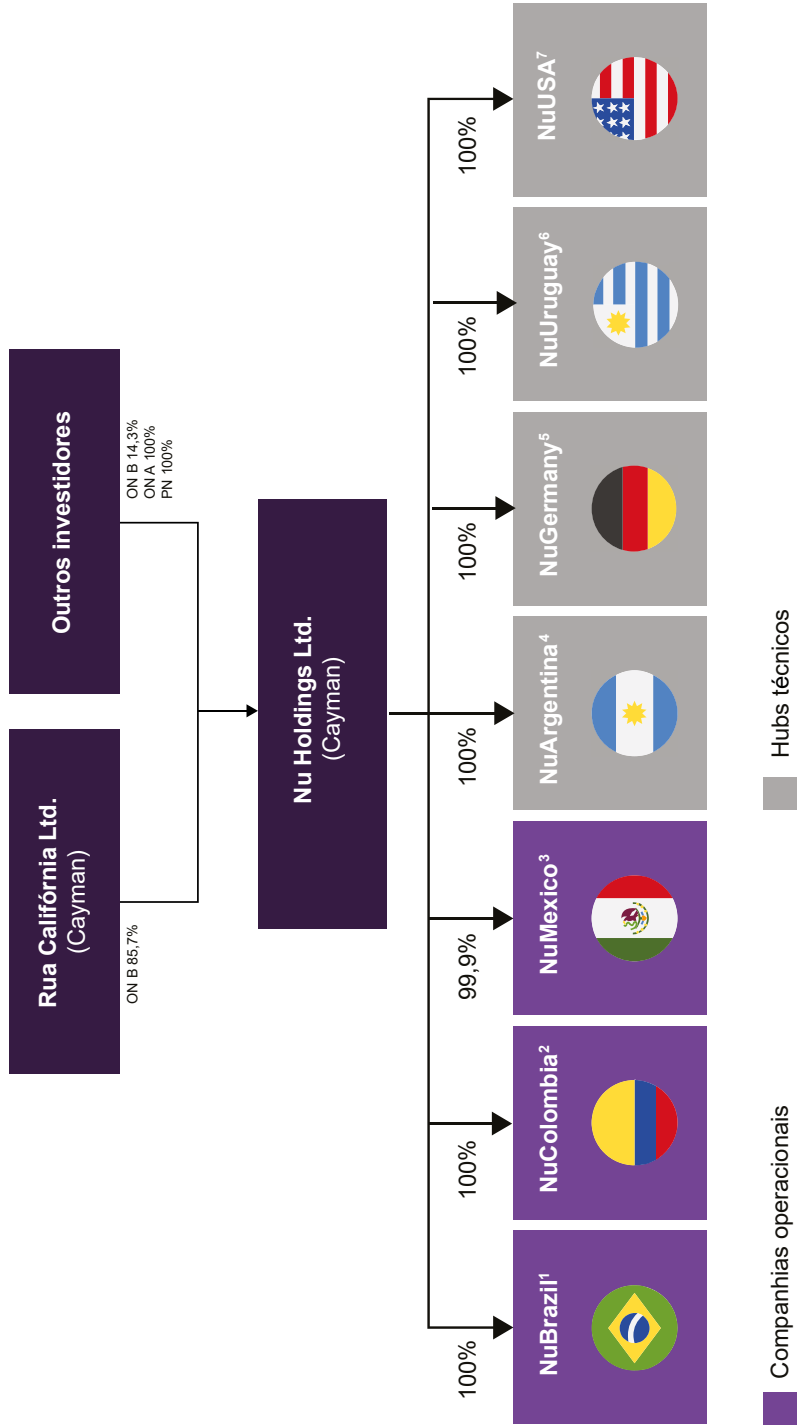 Rua Califórnia Ltd.
(Cayman)
Outros investidores
ON B 85,7%
ON B 14,3%
ON A 100%
PN 100%
Nu Holdings Ltd.
(Cayman)
100%
100%
99,9%
100%
100%
100%
100%
NuBrazil¹
NuColombia²
NuMexico³
NuArgentina⁴
NuGermany⁵
NuUruguay⁶
NuUSA⁷
Companhias operacionais
Hubs técnicos